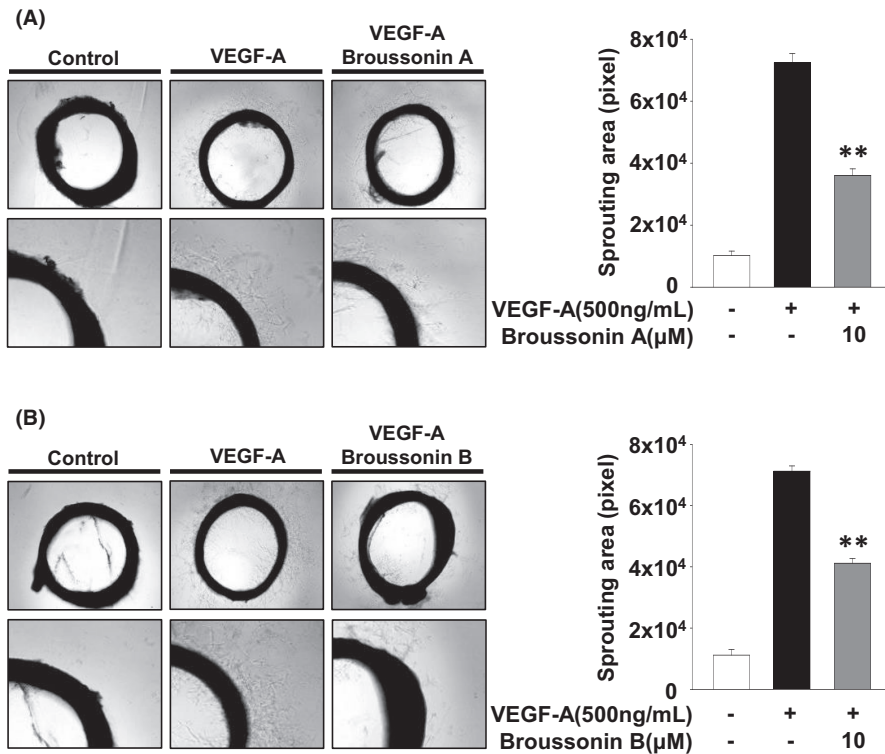 (A)
Control
VEGF-A
VEGF-A
Broussonin A
Sprouting area (pixel)
8x10⁴
6x10⁴
4x10⁴
2x10⁴
0
**
VEGF-A(500ng/mL) - + +
Broussonin A(µM) - - 10
(B)
Control
VEGF-A
VEGF-A
Broussonin B
Sprouting area (pixel)
8x10⁴
6x10⁴
4x10⁴
2x10⁴
0
**
VEGF-A(500ng/mL) - + +
Broussonin B(µM) - - 10